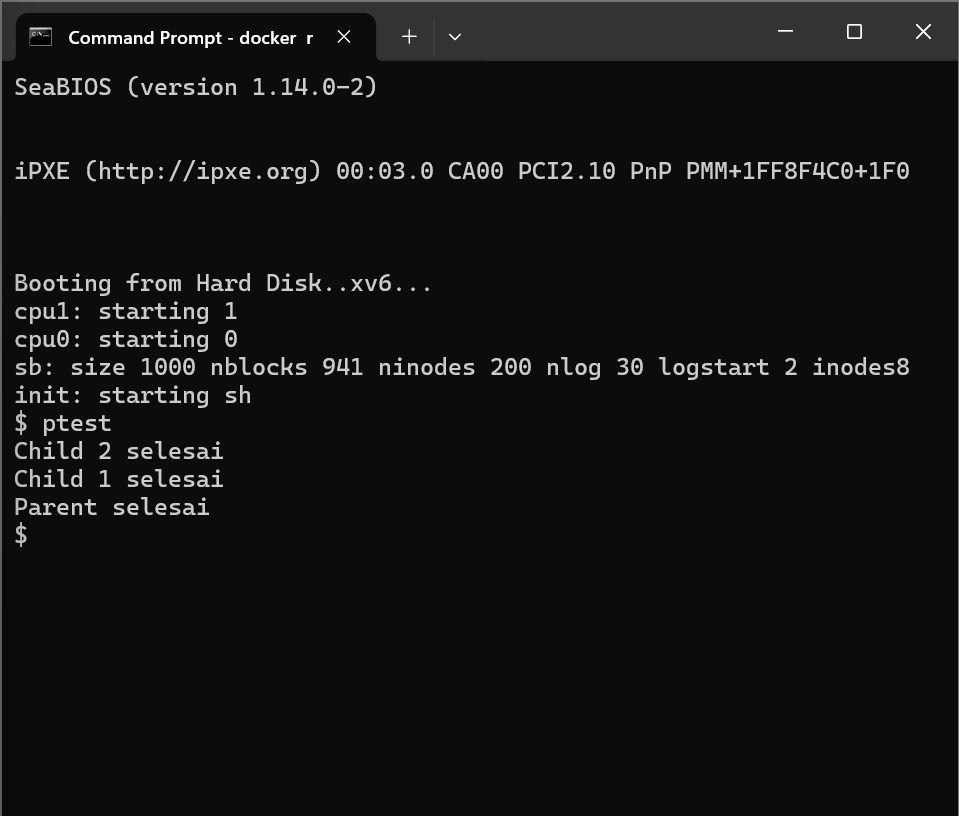 Command Prompt - docker r
SeaBIOS (version 1.14.0-2)
iPXE (http://ipxe.org) 00:03.0 CA00 PCI2.10 PnP PMM+1FF8F4C0+1F0
Booting from Hard Disk..xv6...
cpu1: starting 1
cpu0: starting 0
sb: size 1000 nblocks 941 ninodes 200 nlog 30 logstart 2 inodes8
init: starting sh
$ ptest
Child 2 selesai
Child 1 selesai
Parent selesai
$